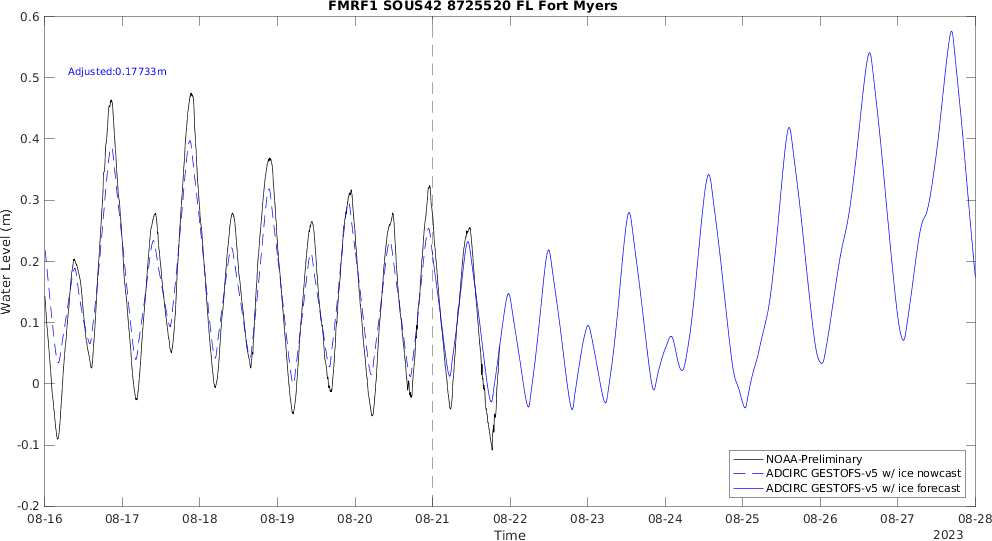 FMRF1 SOUS42 8725520 FL Fort Myers
Adjusted:0.17733m
Water Level (m)
0.6
0.5
0.4
0.3
0.2
0.1
0
-0.1
-0.2
NOAA-Preliminary
ADCIRC GESTOFS-v5 w/ ice nowcast
ADCIRC GESTOFS-v5 w/ ice forecast
08-16 08-17 08-18 08-19 08-20 08-21 08-22 08-23 08-24 08-25 08-26 08-27 08-28
Time
2023